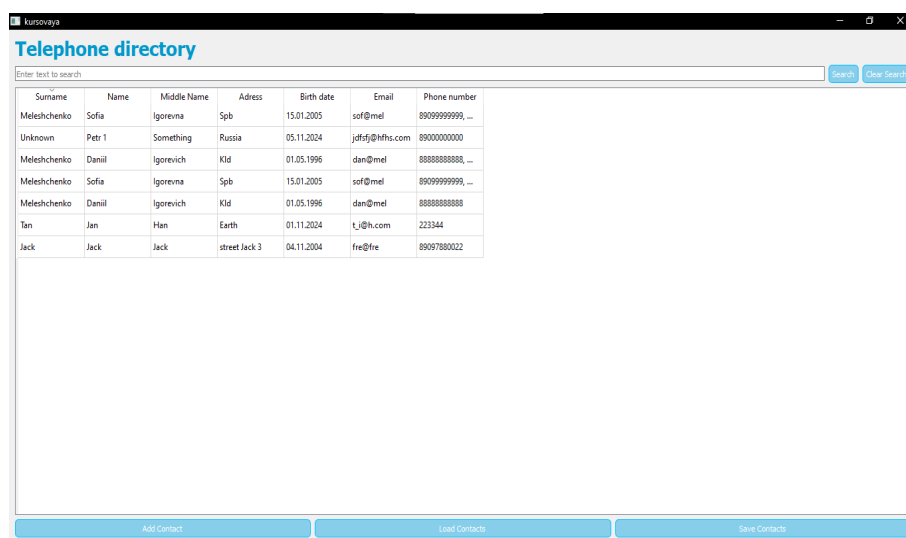 kursovaya
Telephone directory
Enter text to search Search Clear Search
Surname Name Middle Name Adress Birth date Email Phone number
Meleshchenko Sofia Igorevna Spb 15.01.2005 sof@mel 89099999999, ...
Unknown Petr 1 Something Russia 05.11.2024 jdfsfj@hfhs.com 89000000000
Meleshchenko Daniil Igorevich Kld 01.05.1996 dan@mel 88888888888, ...
Meleshchenko Sofia Igorevna Spb 15.01.2005 sof@mel 89099999999, ...
Meleshchenko Daniil Igorevich Kld 01.05.1996 dan@mel 88888888888
Tan Jan Han Earth 01.11.2024 t_i@h.com 223344
Jack Jack Jack street Jack 3 04.11.2004 fre@fre 89097880022
Add Contact Load Contacts Save Contacts